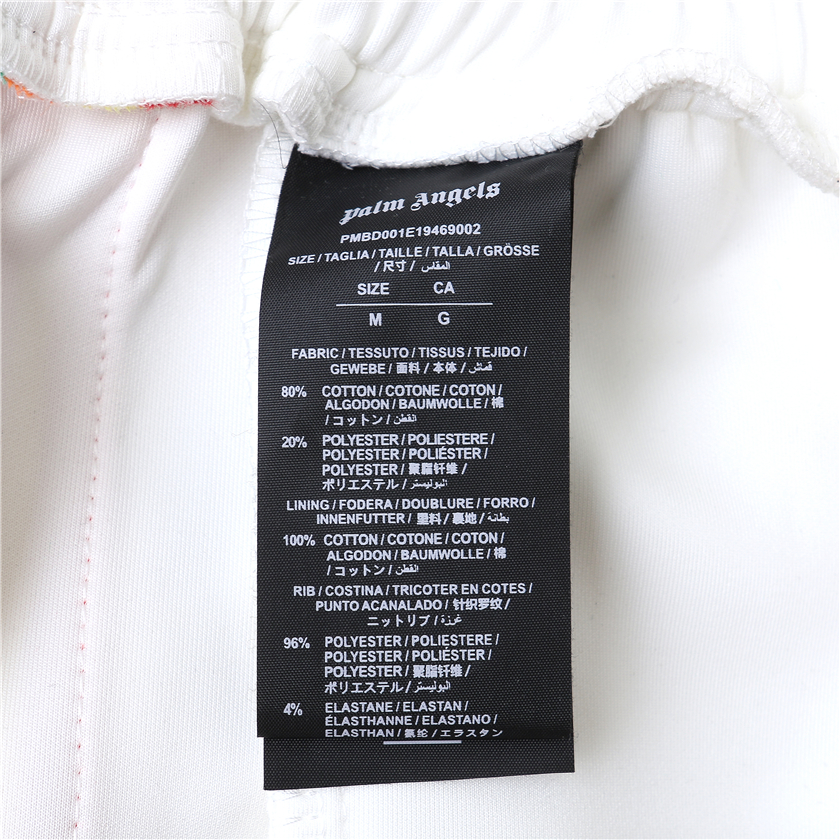 Palm Angels
PMBD001E19469002
SIZE / TAGLIA / TAILLE / TALLA / GRÖSSE
/ 尺寸 / المقاس
SIZE CA
M G
FABRIC / TESSUTO / TISSUS / TEJIDO /
GEWEBE / 面料 / 本体 / قماش
80% COTTON / COTONE / COTON /
ALGODON / BAUMWOLLE / 棉
/ コットン / القطن
20% POLYESTER / POLIESTERE /
POLYESTER / POLIÉSTER /
POLYESTER / 聚脂钎维 /
ポリエステル / البوليستر
LINING / FODERA / DOUBLURE / FORRO /
INNENFUTTER / 里料 / 裏地 / بطانة
100% COTTON / COTONE / COTON /
ALGODON / BAUMWOLLE / 棉
/ コットン / القطن
RIB / COSTINA / TRICOTER EN COTES /
PUNTO ACANALADO / 针织罗纹 /
ニットリブ / غزة
96% POLYESTER / POLIESTERE /
POLYESTER / POLIÉSTER /
POLYESTER / 聚脂钎维 /
ポリエステル / البوليستر
4% ELASTANE / ELASTAN /
ÉLASTHANNE / ELASTANO /
ELASTHAN / 氨纶 / エラスタン